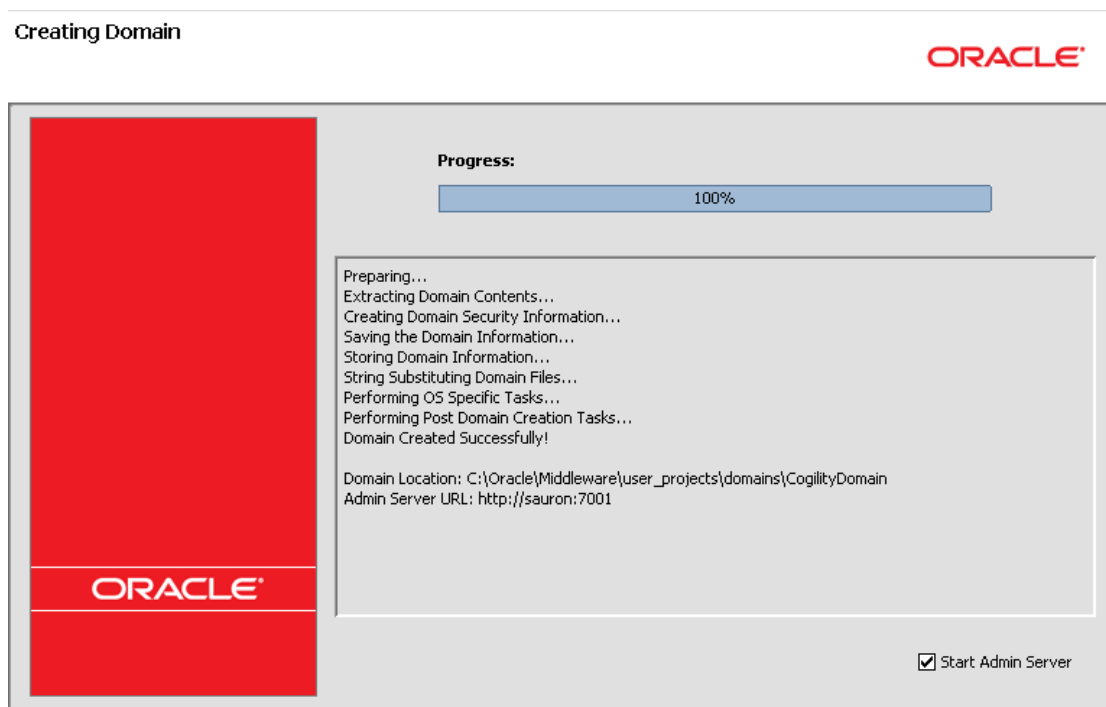 Creating Domain
ORACLE
Progress:
100%
Preparing...
Extracting Domain Contents...
Creating Domain Security Information...
Saving the Domain Information...
Storing Domain Information...
String Substituting Domain Files...
Performing OS Specific Tasks...
Performing Post Domain Creation Tasks...
Domain Created Successfully!
Domain Location: C:\Oracle\Middleware\user_projects\domains\CogilityDomain
Admin Server URL: http://sauron:7001
ORACLE
Start Admin Server